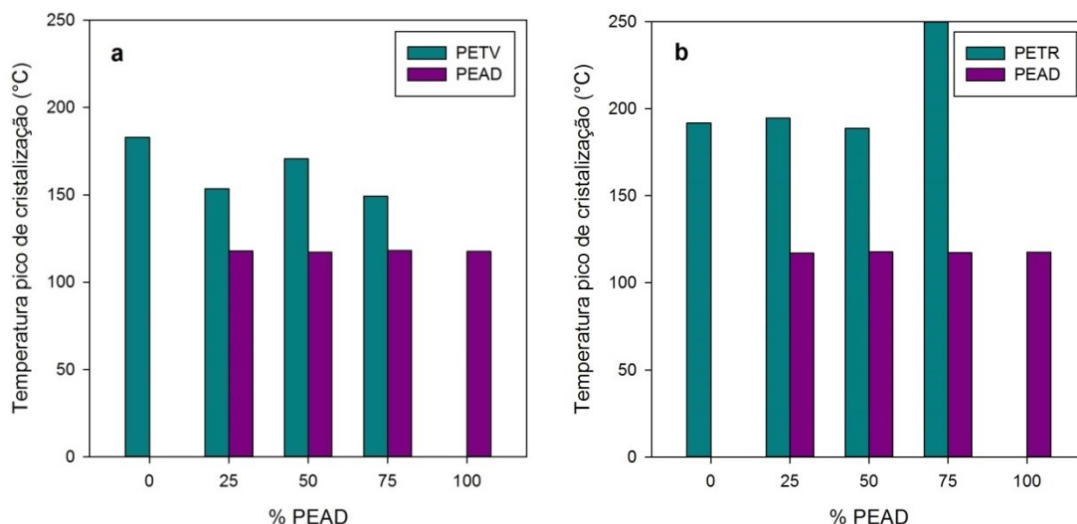 a
PETV
PEAD
Temperatura pico de cristalização (°C)
250
200
150
100
50
0
0 25 50 75 100
% PEAD
b
PETR
PEAD
Temperatura pico de cristalização (°C)
250
200
150
100
50
0
0 25 50 75 100
% PEAD